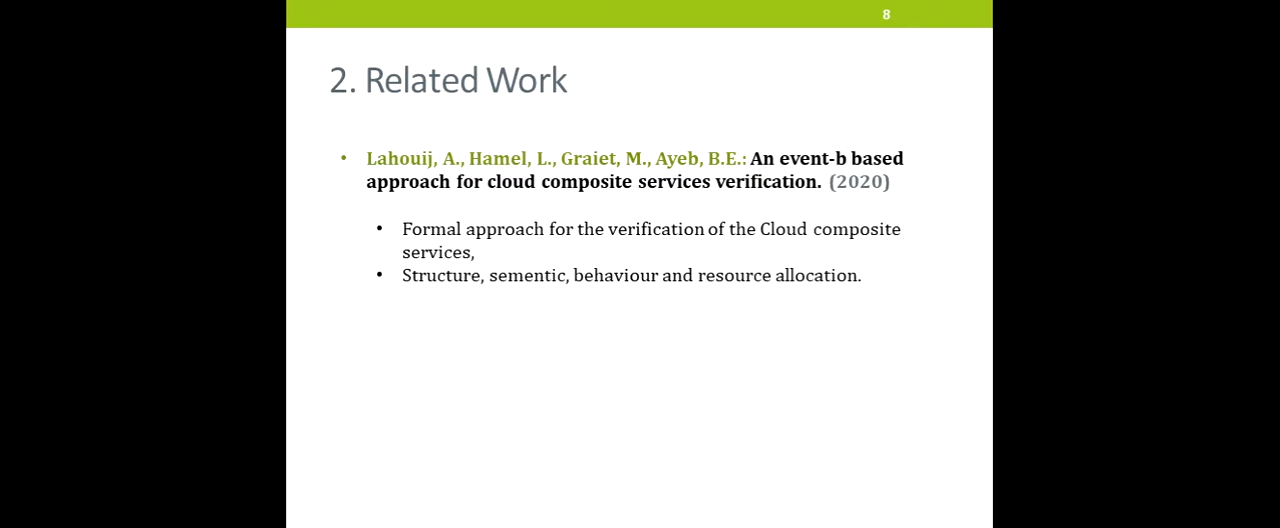 8
2. Related Work
• Lahouij, A., Hamel, L., Graiet, M., Ayeb, B.E.: An event-b based
approach for cloud composite services verification. (2020)
• Formal approach for the verification of the Cloud composite
services,
• Structure, sementic, behaviour and resource allocation.